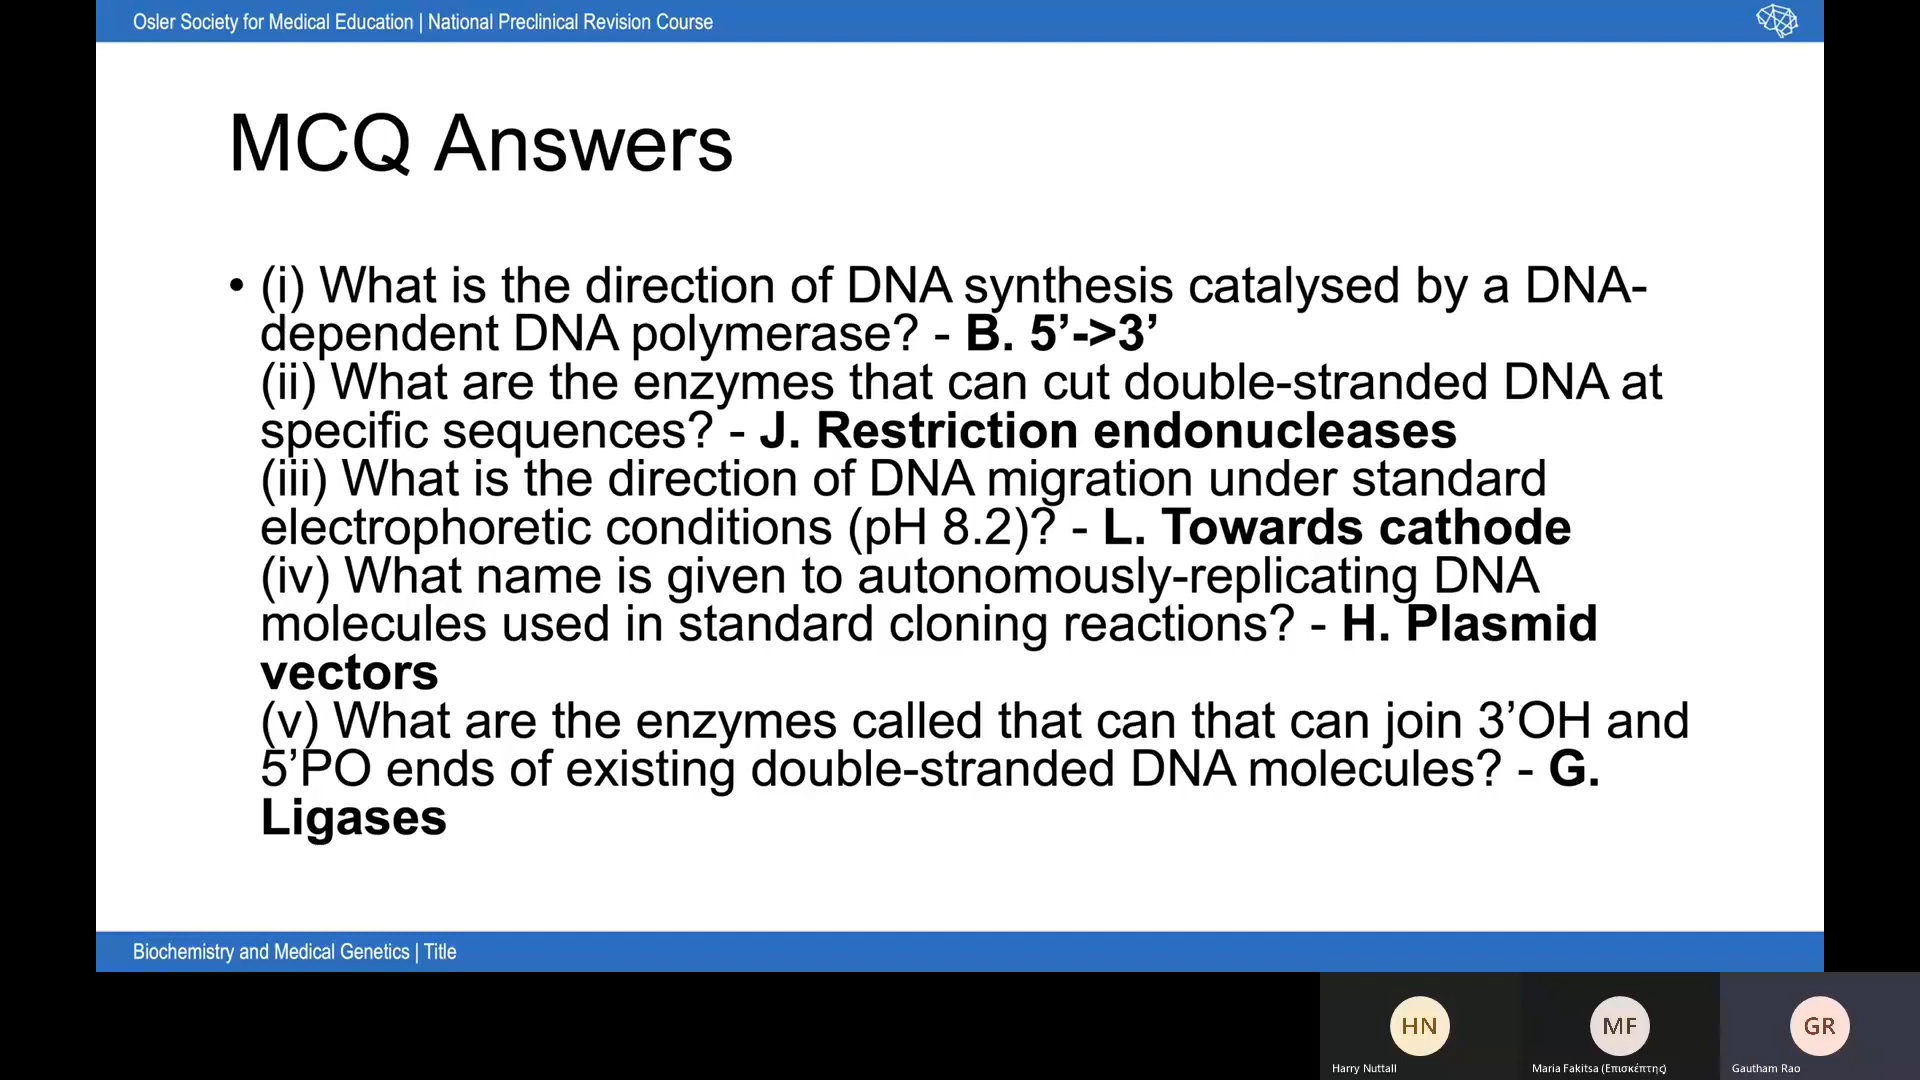 Osler Society for Medical Education | National Preclinical Revision Course
MCQ Answers
• (i) What is the direction of DNA synthesis catalysed by a DNA-
dependent DNA polymerase? - B. 5’->3’
(ii) What are the enzymes that can cut double-stranded DNA at
specific sequences? - J. Restriction endonucleases
(iii) What is the direction of DNA migration under standard
electrophoretic conditions (pH 8.2)? - L. Towards cathode
(iv) What name is given to autonomously-replicating DNA
molecules used in standard cloning reactions? - H. Plasmid
vectors
(v) What are the enzymes called that can that can join 3’OH and
5’PO ends of existing double-stranded DNA molecules? - G.
Ligases
Biochemistry and Medical Genetics | Title
HN
MF
GR
Harry Nuttall
Maria Fakitsa (Επισκέπτης)
Gautham Rao